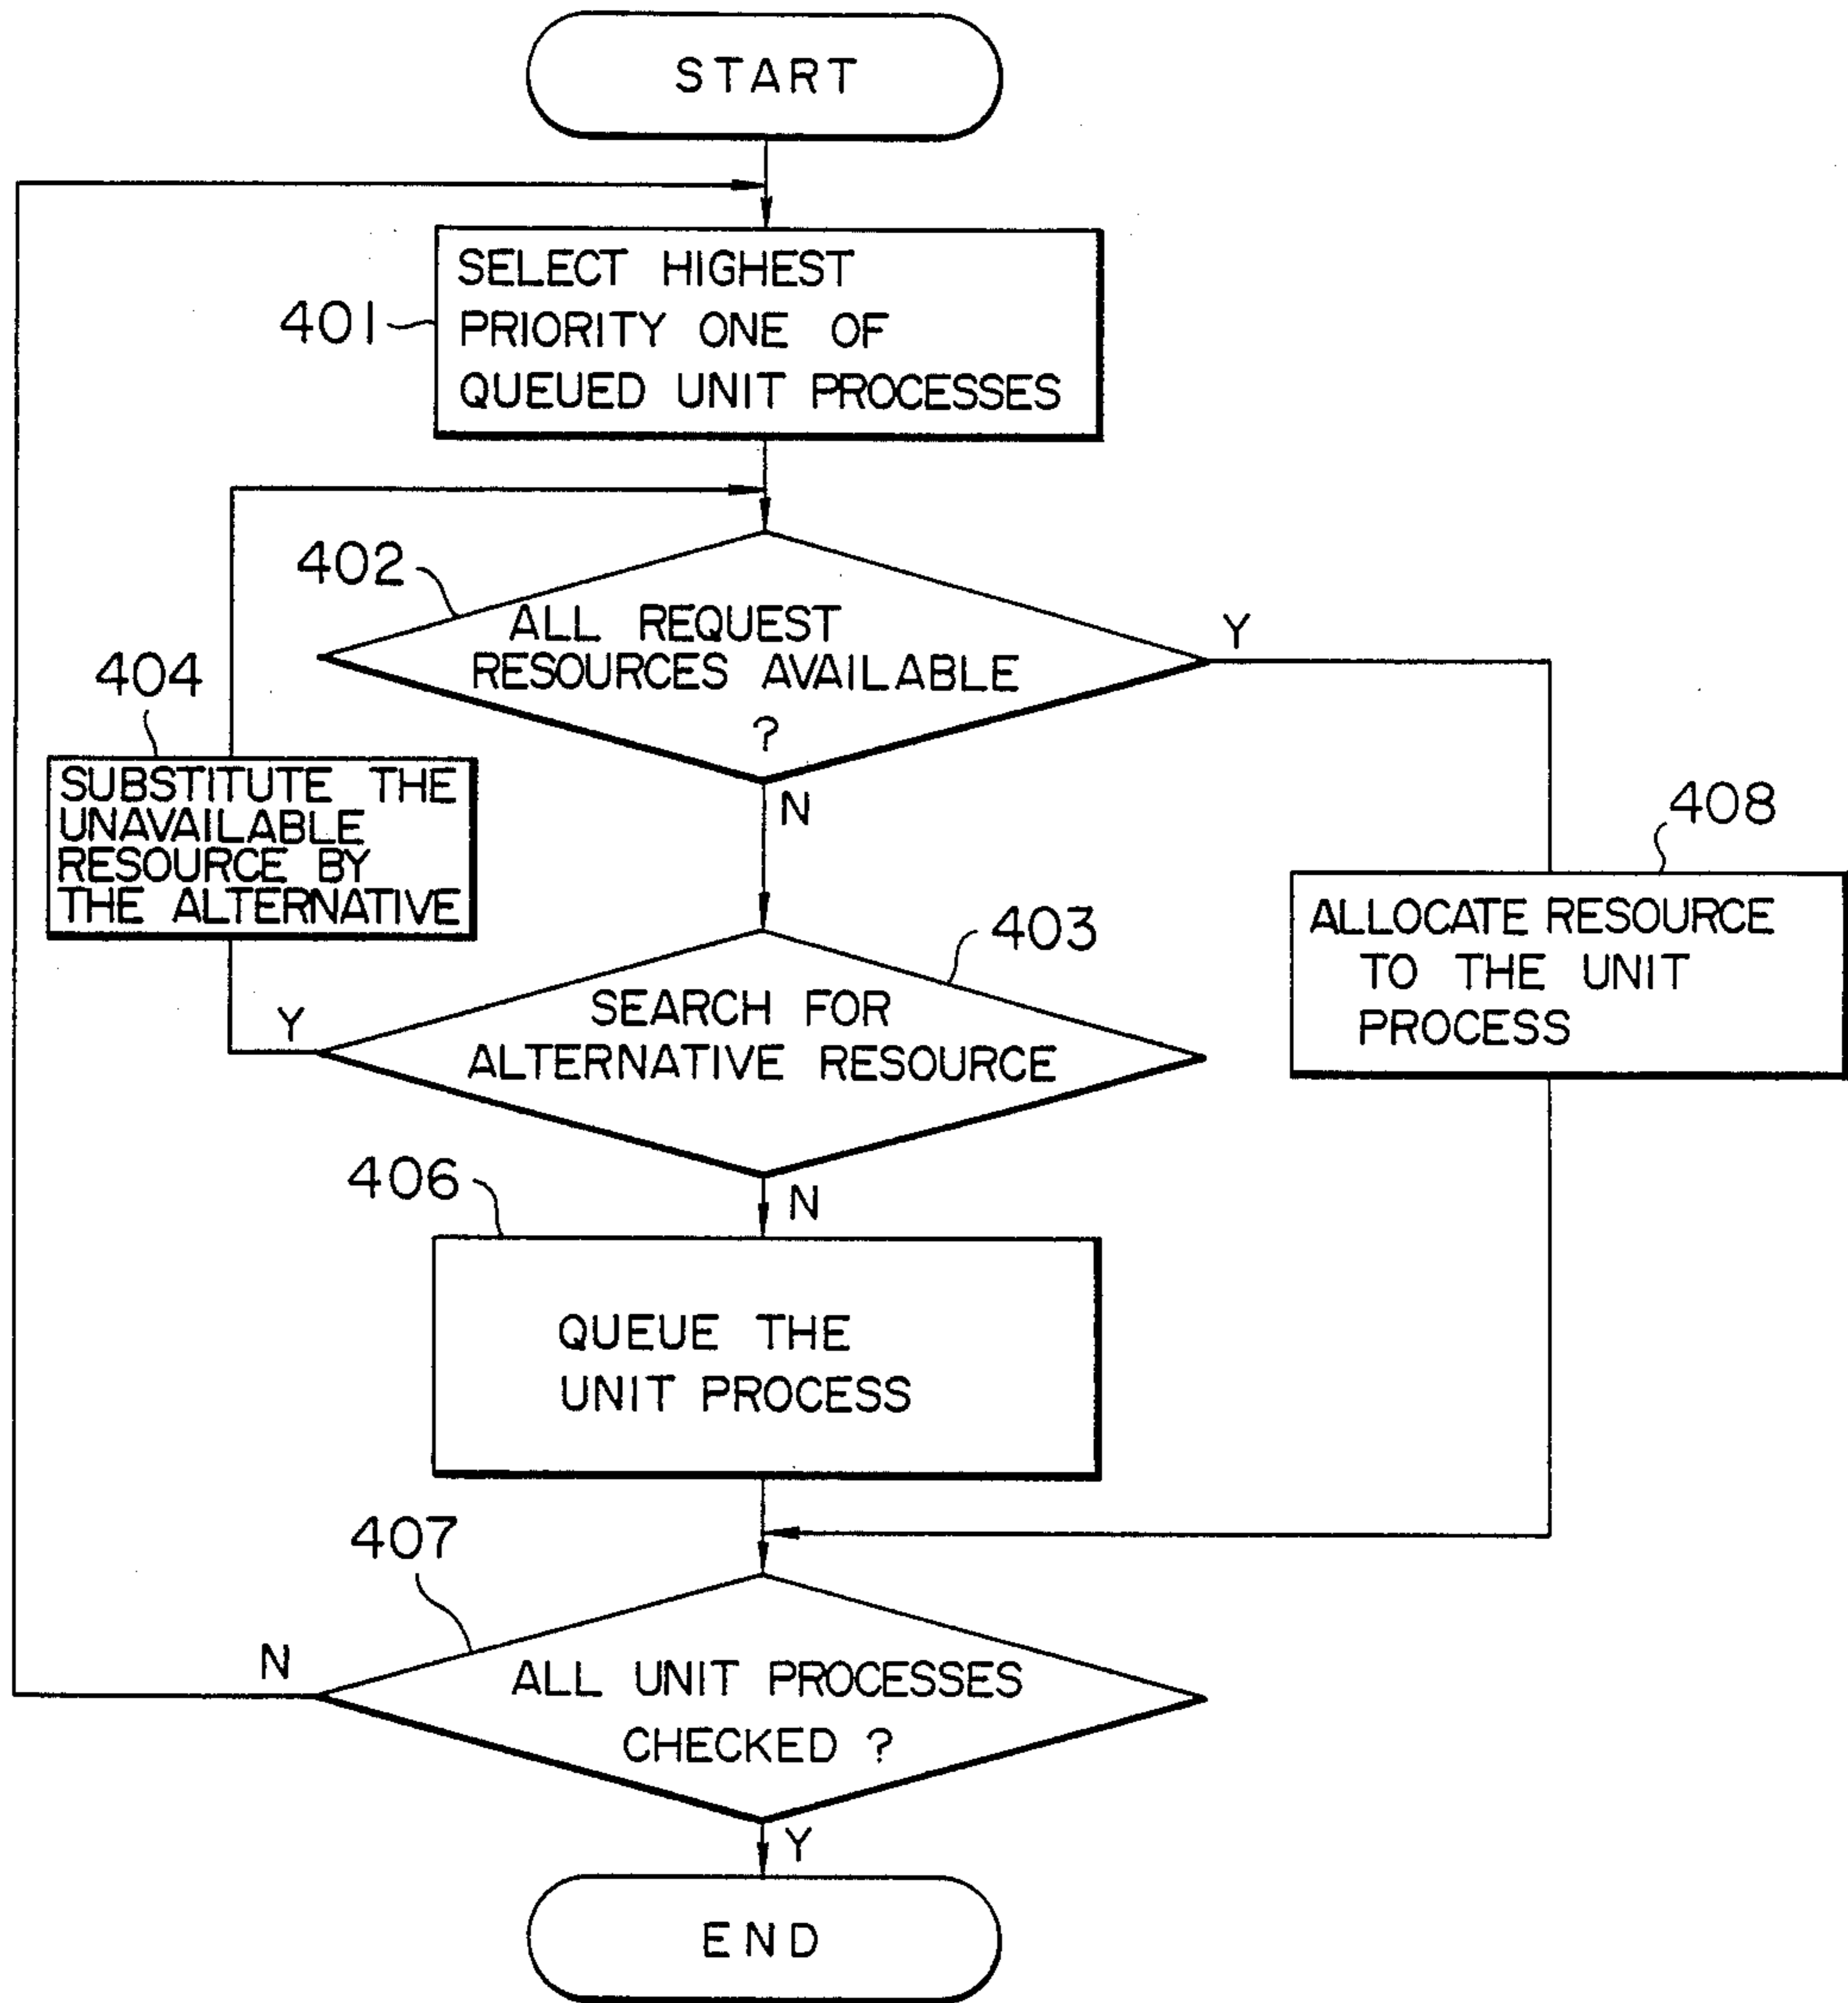 START
SELECT HIGHEST
401
PRIORITY ONE OF
QUEUED UNIT PROCESSES
402
ALL REQUEST
Y
RESOURCES AVAILABLE
?
404
N
SUBSTITUTE THE
UNAVAILABLE
RESOURCE BY
THE ALTERNATIVE
408
ALLOCATE RESOURCE
TO THE UNIT
PROCESS
403
SEARCH FOR
Y
ALTERNATIVE RESOURCE
406
N
QUEUE THE
UNIT PROCESS
407
N
ALL UNIT PROCESSES
CHECKED ?
Y
END